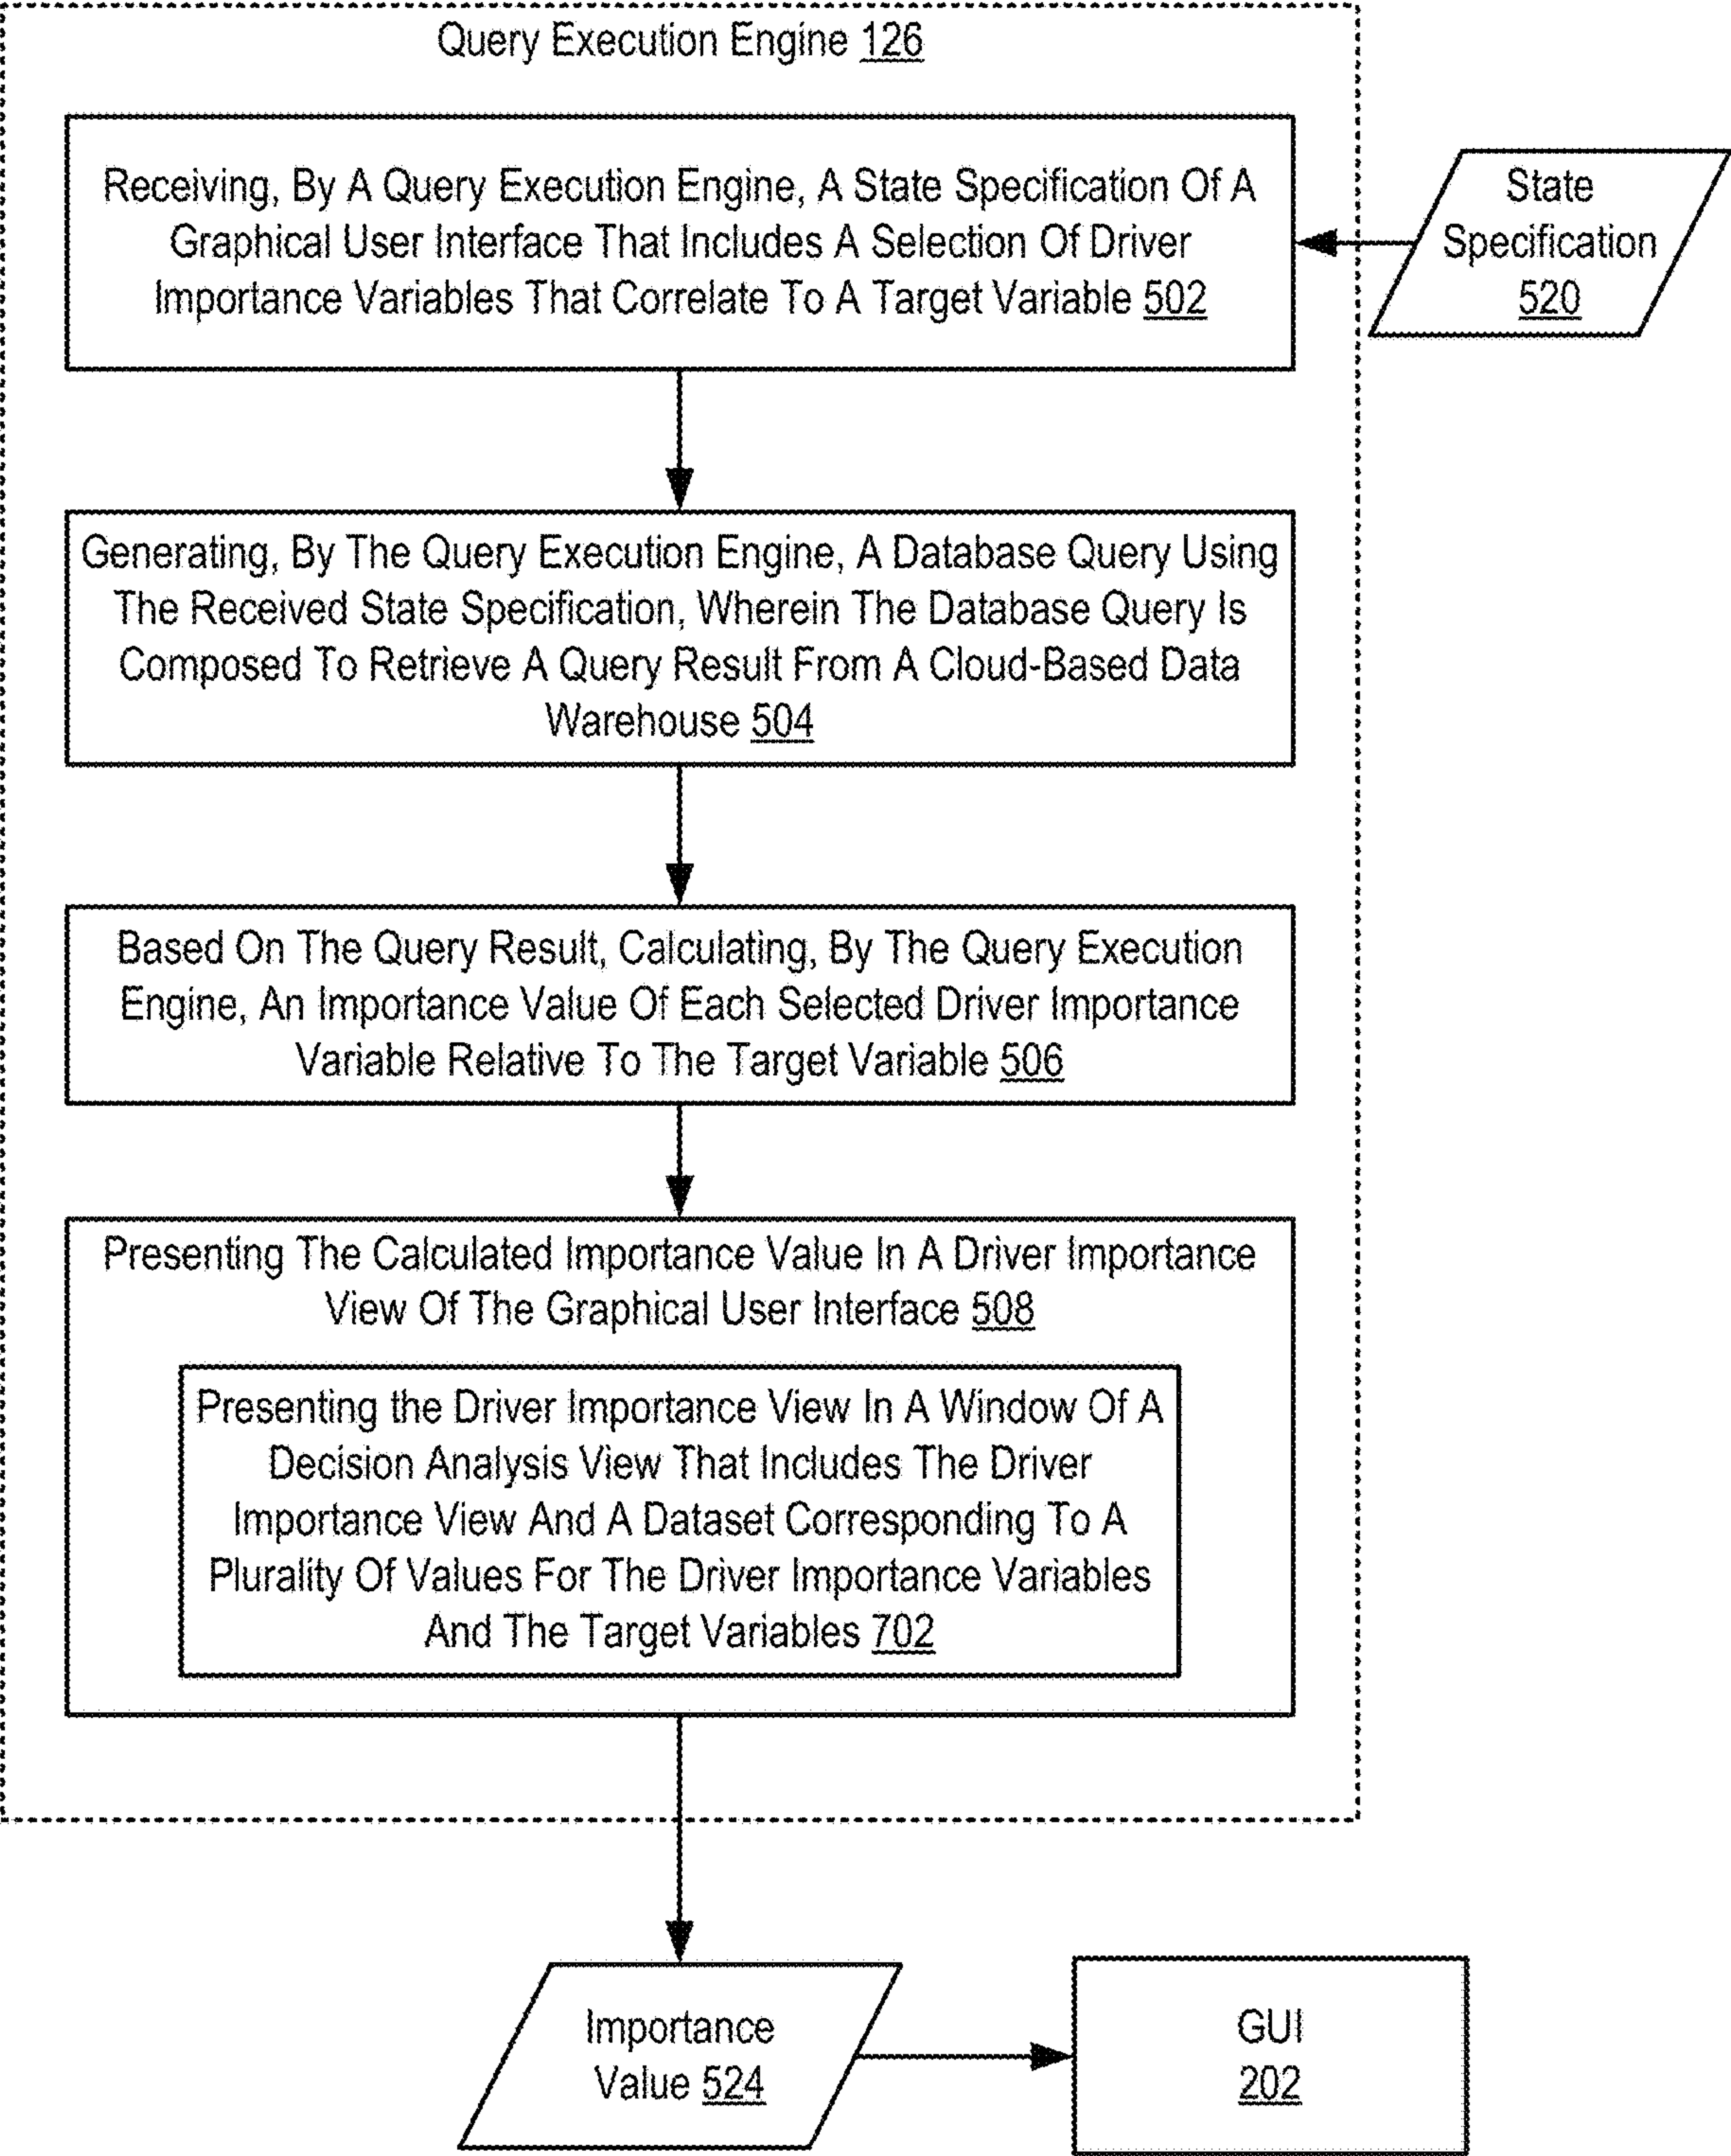 Query Execution Engine 126
Receiving, By A Query Execution Engine, A State Specification Of A
Graphical User Interface That Includes A Selection Of Driver
Importance Variables That Correlate To A Target Variable 502
State
Specification
520
Generating, By The Query Execution Engine, A Database Query Using
The Received State Specification, Wherein The Database Query Is
Composed To Retrieve A Query Result From A Cloud-Based Data
Warehouse 504
Based On The Query Result, Calculating, By The Query Execution
Engine, An Importance Value Of Each Selected Driver Importance
Variable Relative To The Target Variable 506
Presenting The Calculated Importance Value In A Driver Importance
View Of The Graphical User Interface 508
Presenting the Driver Importance View In A Window Of A
Decision Analysis View That Includes The Driver
Importance View And A Dataset Corresponding To A
Plurality Of Values For The Driver Importance Variables
And The Target Variables 702
Importance
Value 524
GUI
202